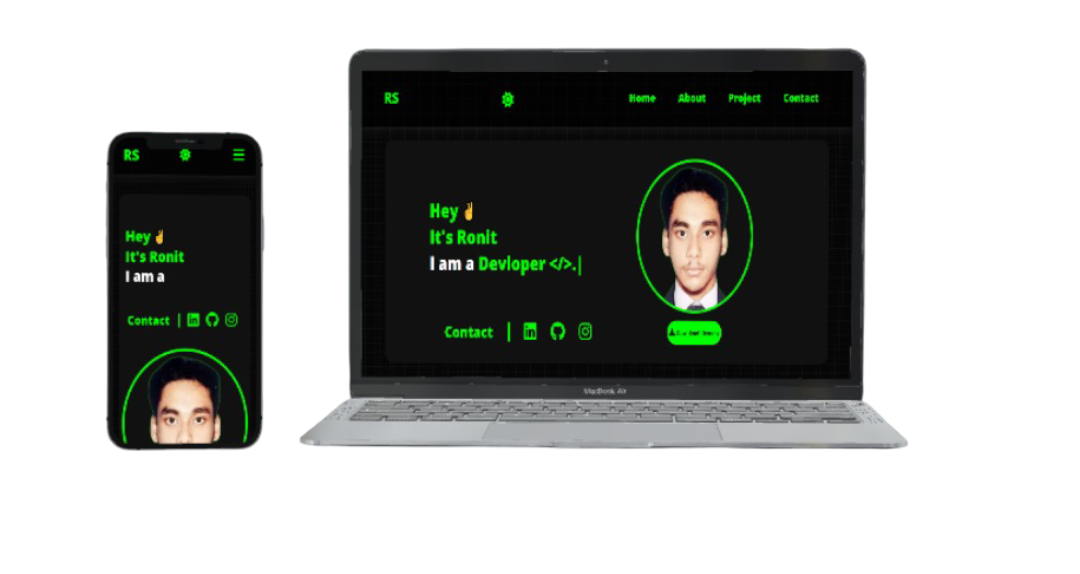 RS
Hey ✌
It's Ronit
I am a
Contact |
RS
Home About Project Contact
Hey ✌
It's Ronit
I am a Devloper </>.|
Contact |
MacBook Air